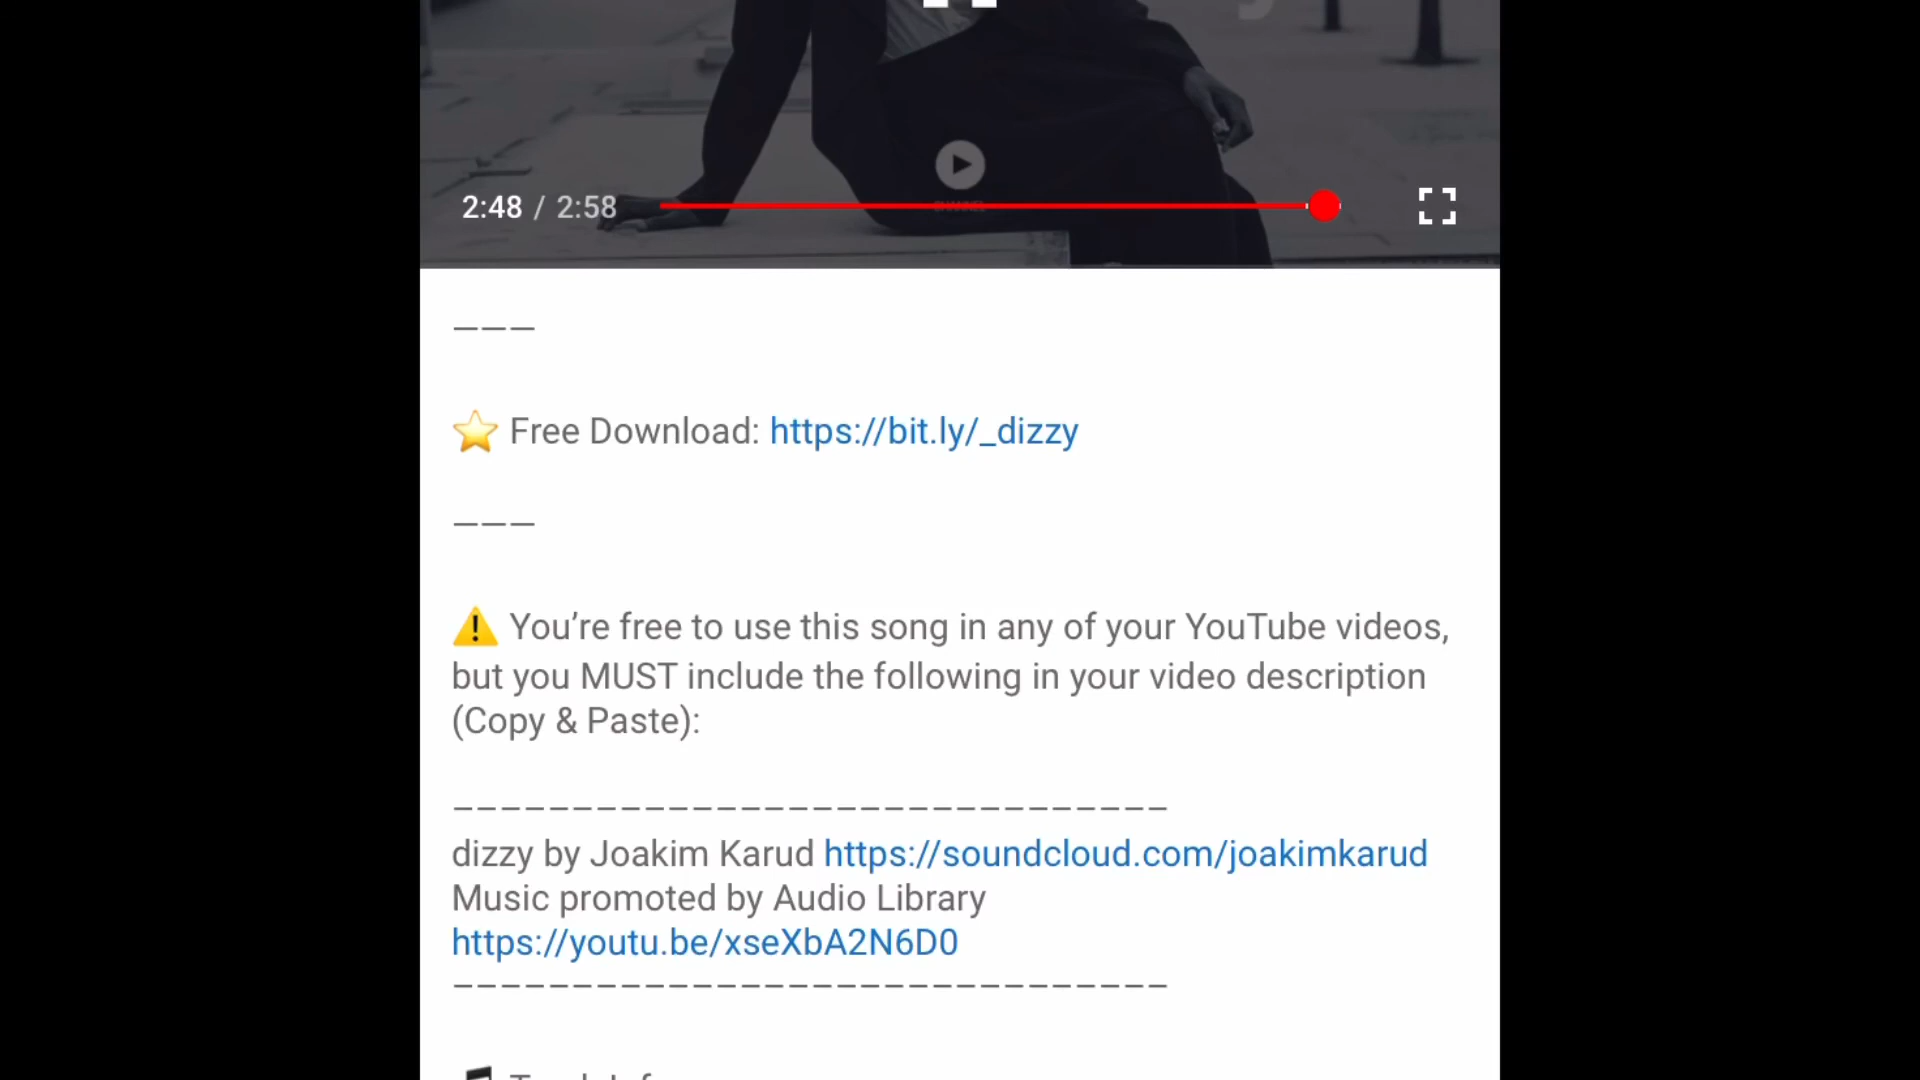 2:48 / 2:58
———
⭐ Free Download: https://bit.ly/_dizzy
———
⚠️ You’re free to use this song in any of your YouTube videos,
but you MUST include the following in your video description
(Copy & Paste):
––––––––––––––––––––––––––––––
dizzy by Joakim Karud https://soundcloud.com/joakimkarud
Music promoted by Audio Library
https://youtu.be/xseXbA2N6D0
––––––––––––––––––––––––––––––